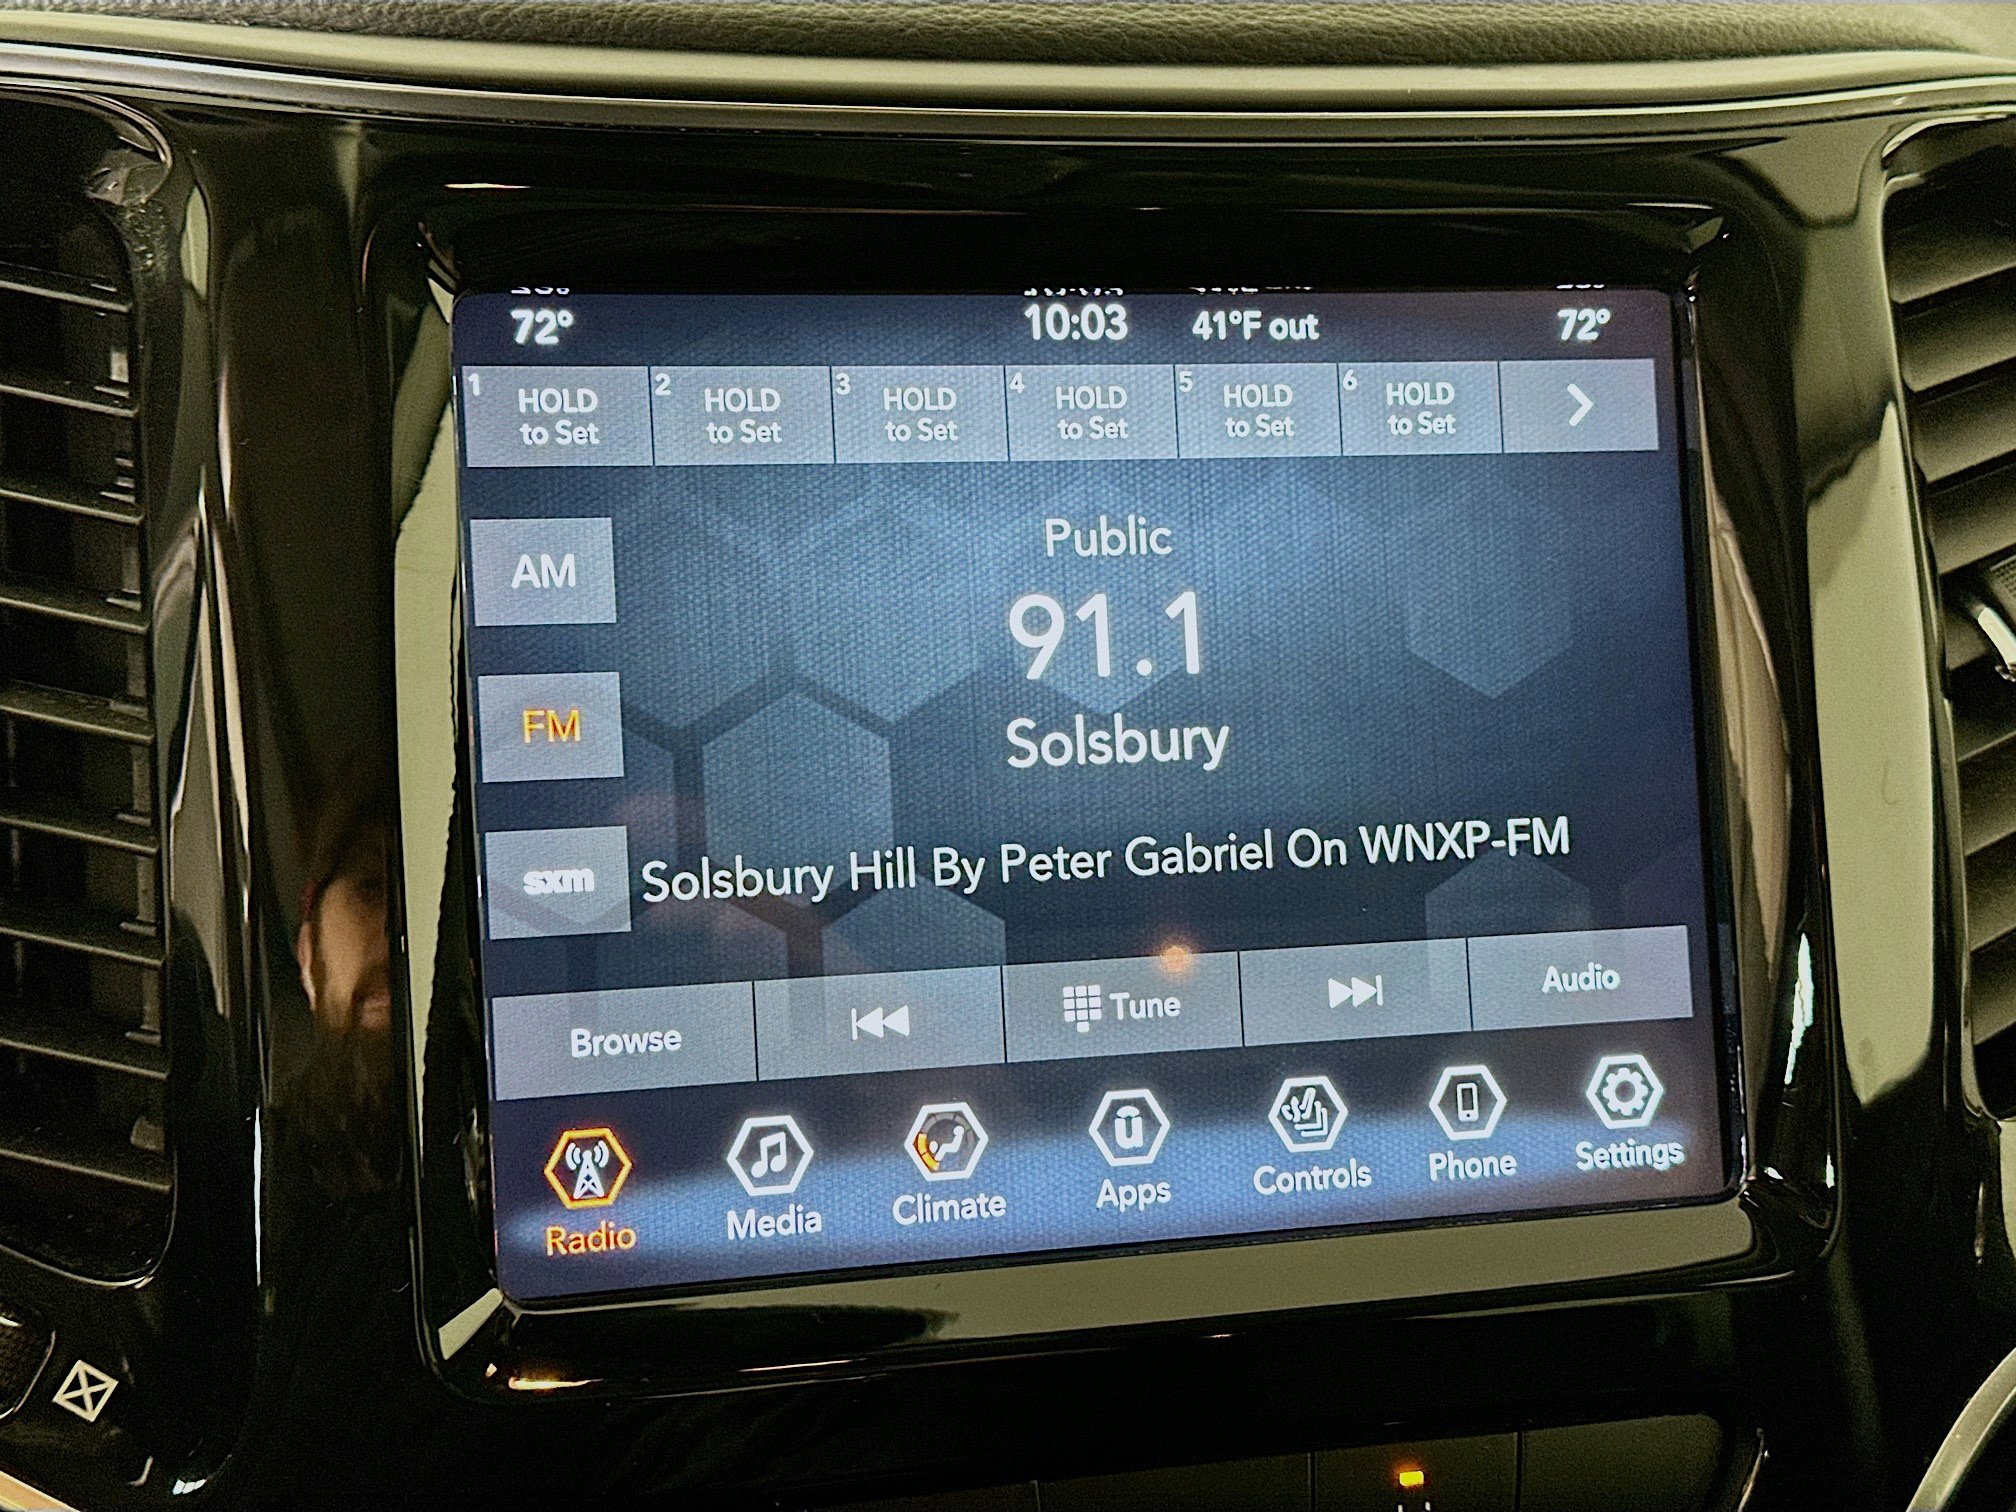 72° 10:03 41°F out 72°
1 HOLD to Set 2 HOLD to Set 3 HOLD to Set 4 HOLD to Set 5 HOLD to Set 6 HOLD to Set
Public
AM
91.1
FM
Solsbury
sxm
Solsbury Hill By Peter Gabriel On WNXP-FM
Browse Tune Audio
Radio Media Climate Apps Controls Phone Settings